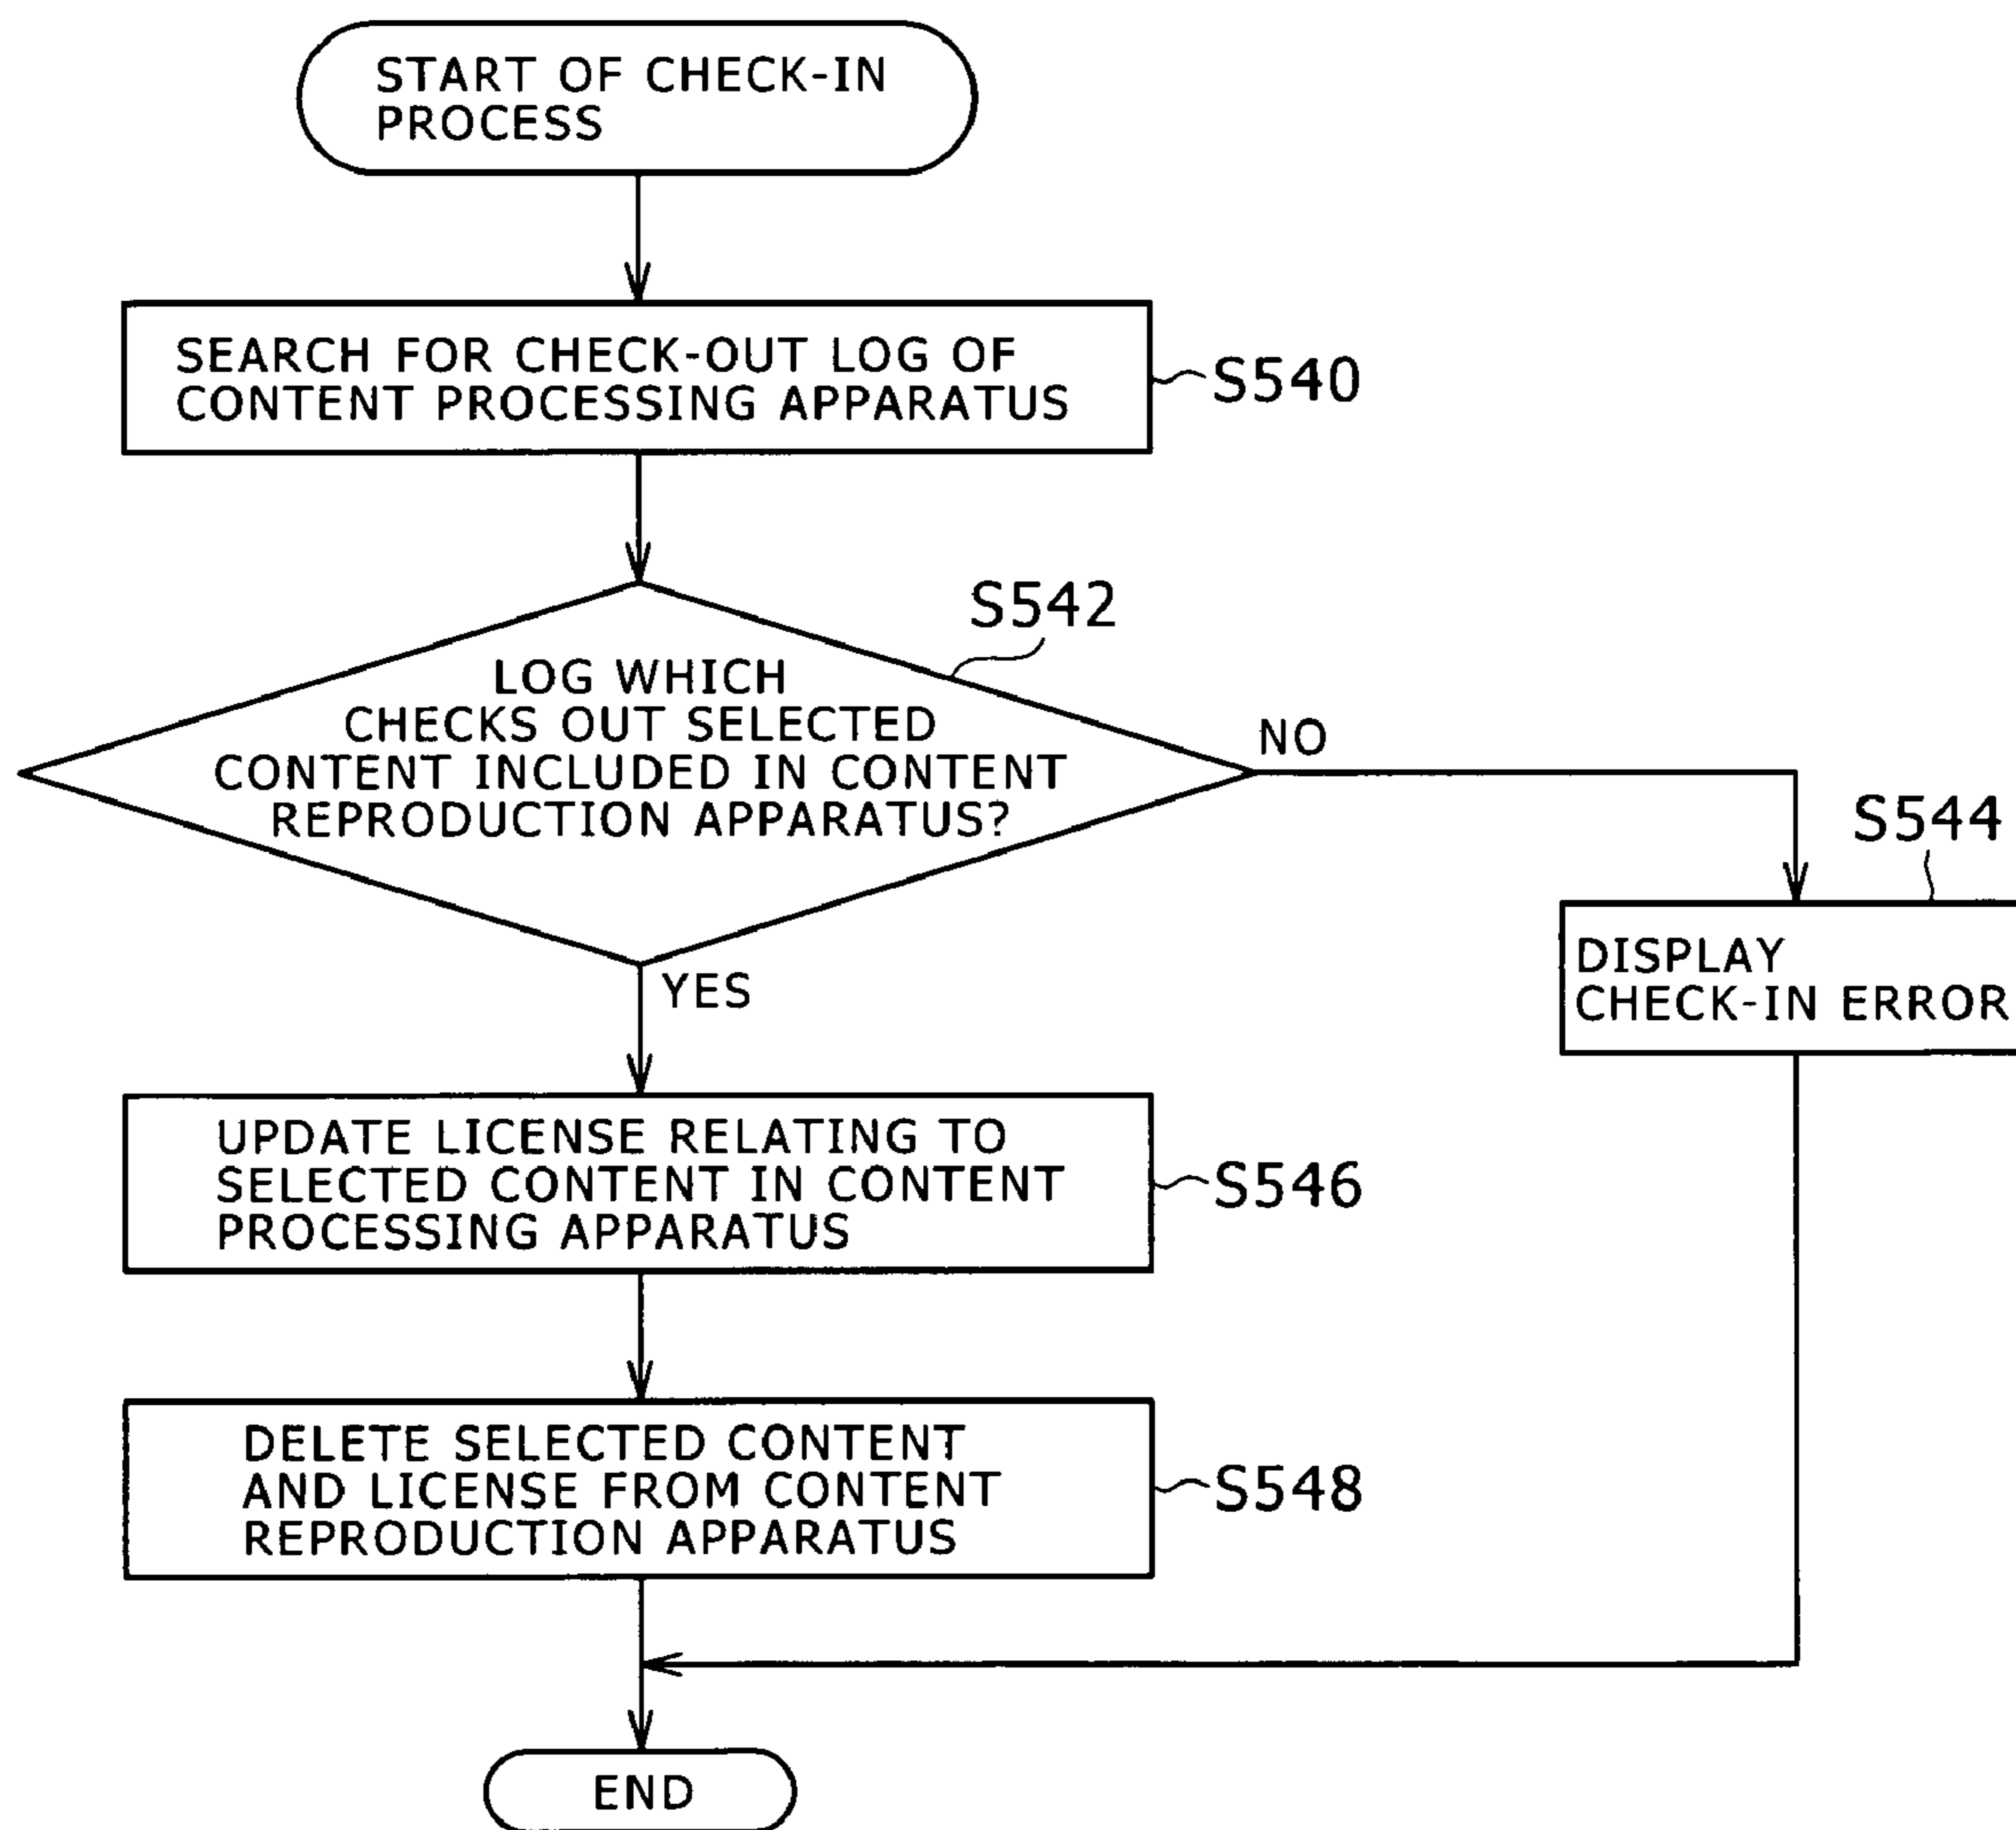 START OF CHECK-IN
PROCESS
SEARCH FOR CHECK-OUT LOG OF
CONTENT PROCESSING APPARATUS
S540
S542
LOG WHICH
CHECKS OUT SELECTED
CONTENT INCLUDED IN CONTENT
REPRODUCTION APPARATUS?
NO
S544
DISPLAY
CHECK-IN ERROR
YES
UPDATE LICENSE RELATING TO
SELECTED CONTENT IN CONTENT
PROCESSING APPARATUS
S546
DELETE SELECTED CONTENT
AND LICENSE FROM CONTENT
REPRODUCTION APPARATUS
S548
END